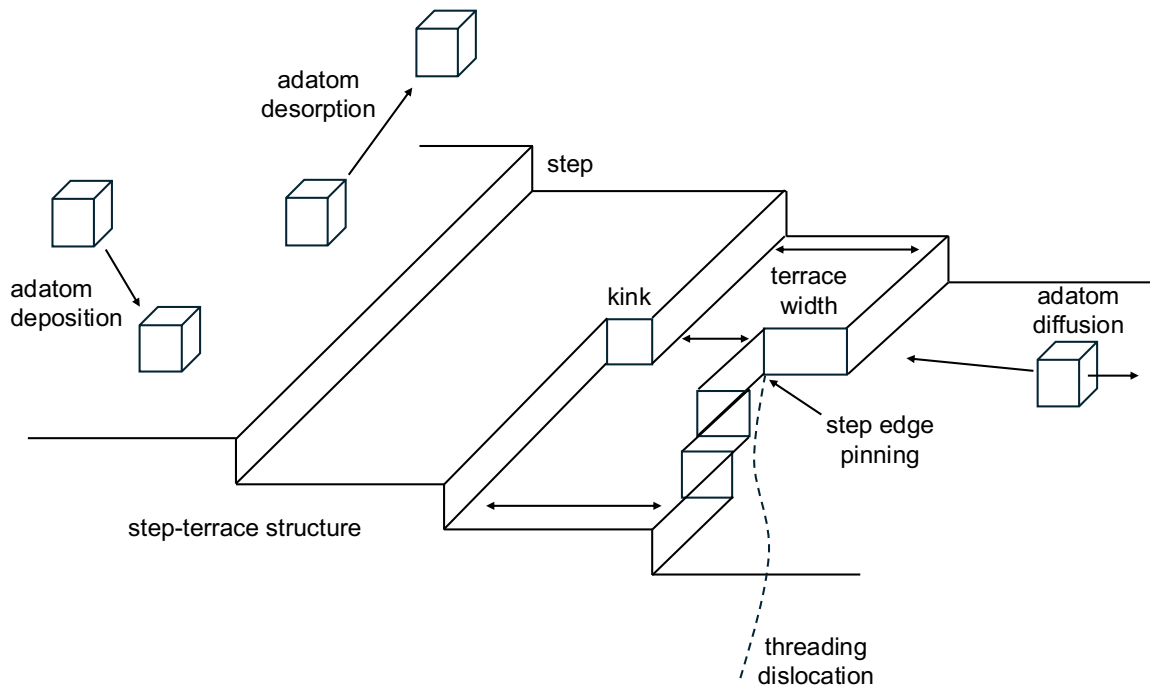 adatom
desorption
step
adatom
deposition
kink
terrace
width
adatom
diffusion
step edge
pinning
step-terrace structure
threading
dislocation